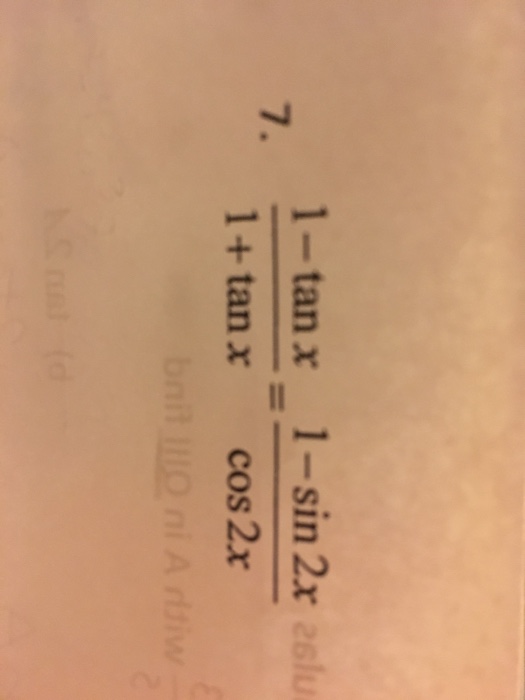 7. 1 – tan x / 1 + tan x = 1 – sin 2x / cos 2x